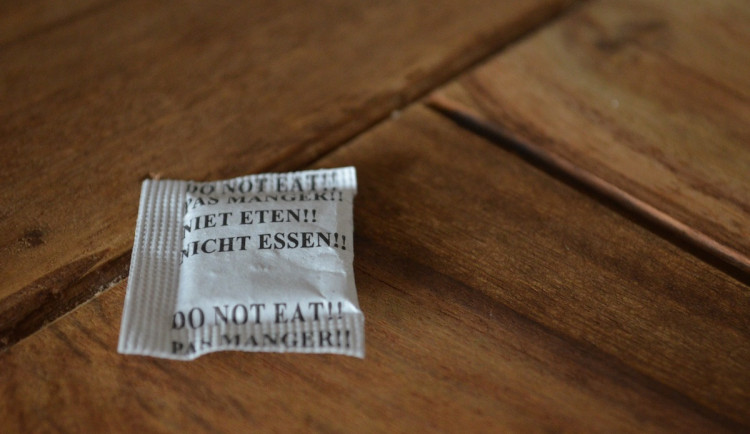 DO NOT EAT!!
PAS MANGER!!
NIET ETEN!!
NICHT ESSEN!!
DO NOT EAT!!
PAS MANGER!!